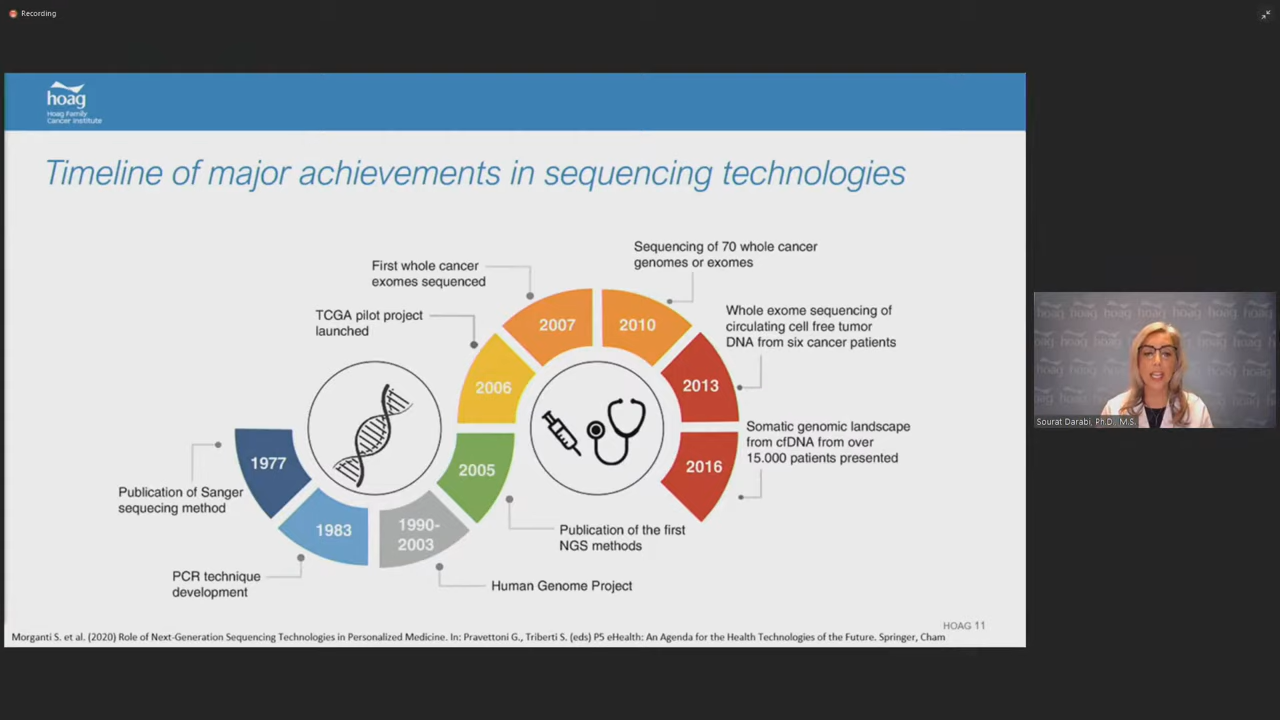 Recording
hoag
Hoag Family
Cancer Institute
Timeline of major achievements in sequencing technologies
Sequencing of 70 whole cancer
genomes or exomes
First whole cancer
exomes sequenced
TCGA pilot project
launched
Whole exome sequencing of
circulating cell free tumor
DNA from six cancer patients
2007
2010
2006
2013
Somatic genomic landscape
from cfDNA from over
15.000 patients presented
1977
2005
2016
Publication of Sanger
sequecing method
1983
1990-
2003
Publication of the first
NGS methods
PCR technique
development
Human Genome Project
HOAG 11
Morganti S. et al. (2020) Role of Next-Generation Sequencing Technologies in Personalized Medicine. In: Pravettoni G., Triberti S. (eds) P5 eHealth: An Agenda for the Health Technologies of the Future. Springer, Cham
Sourat Darabi, Ph.D., M.S.